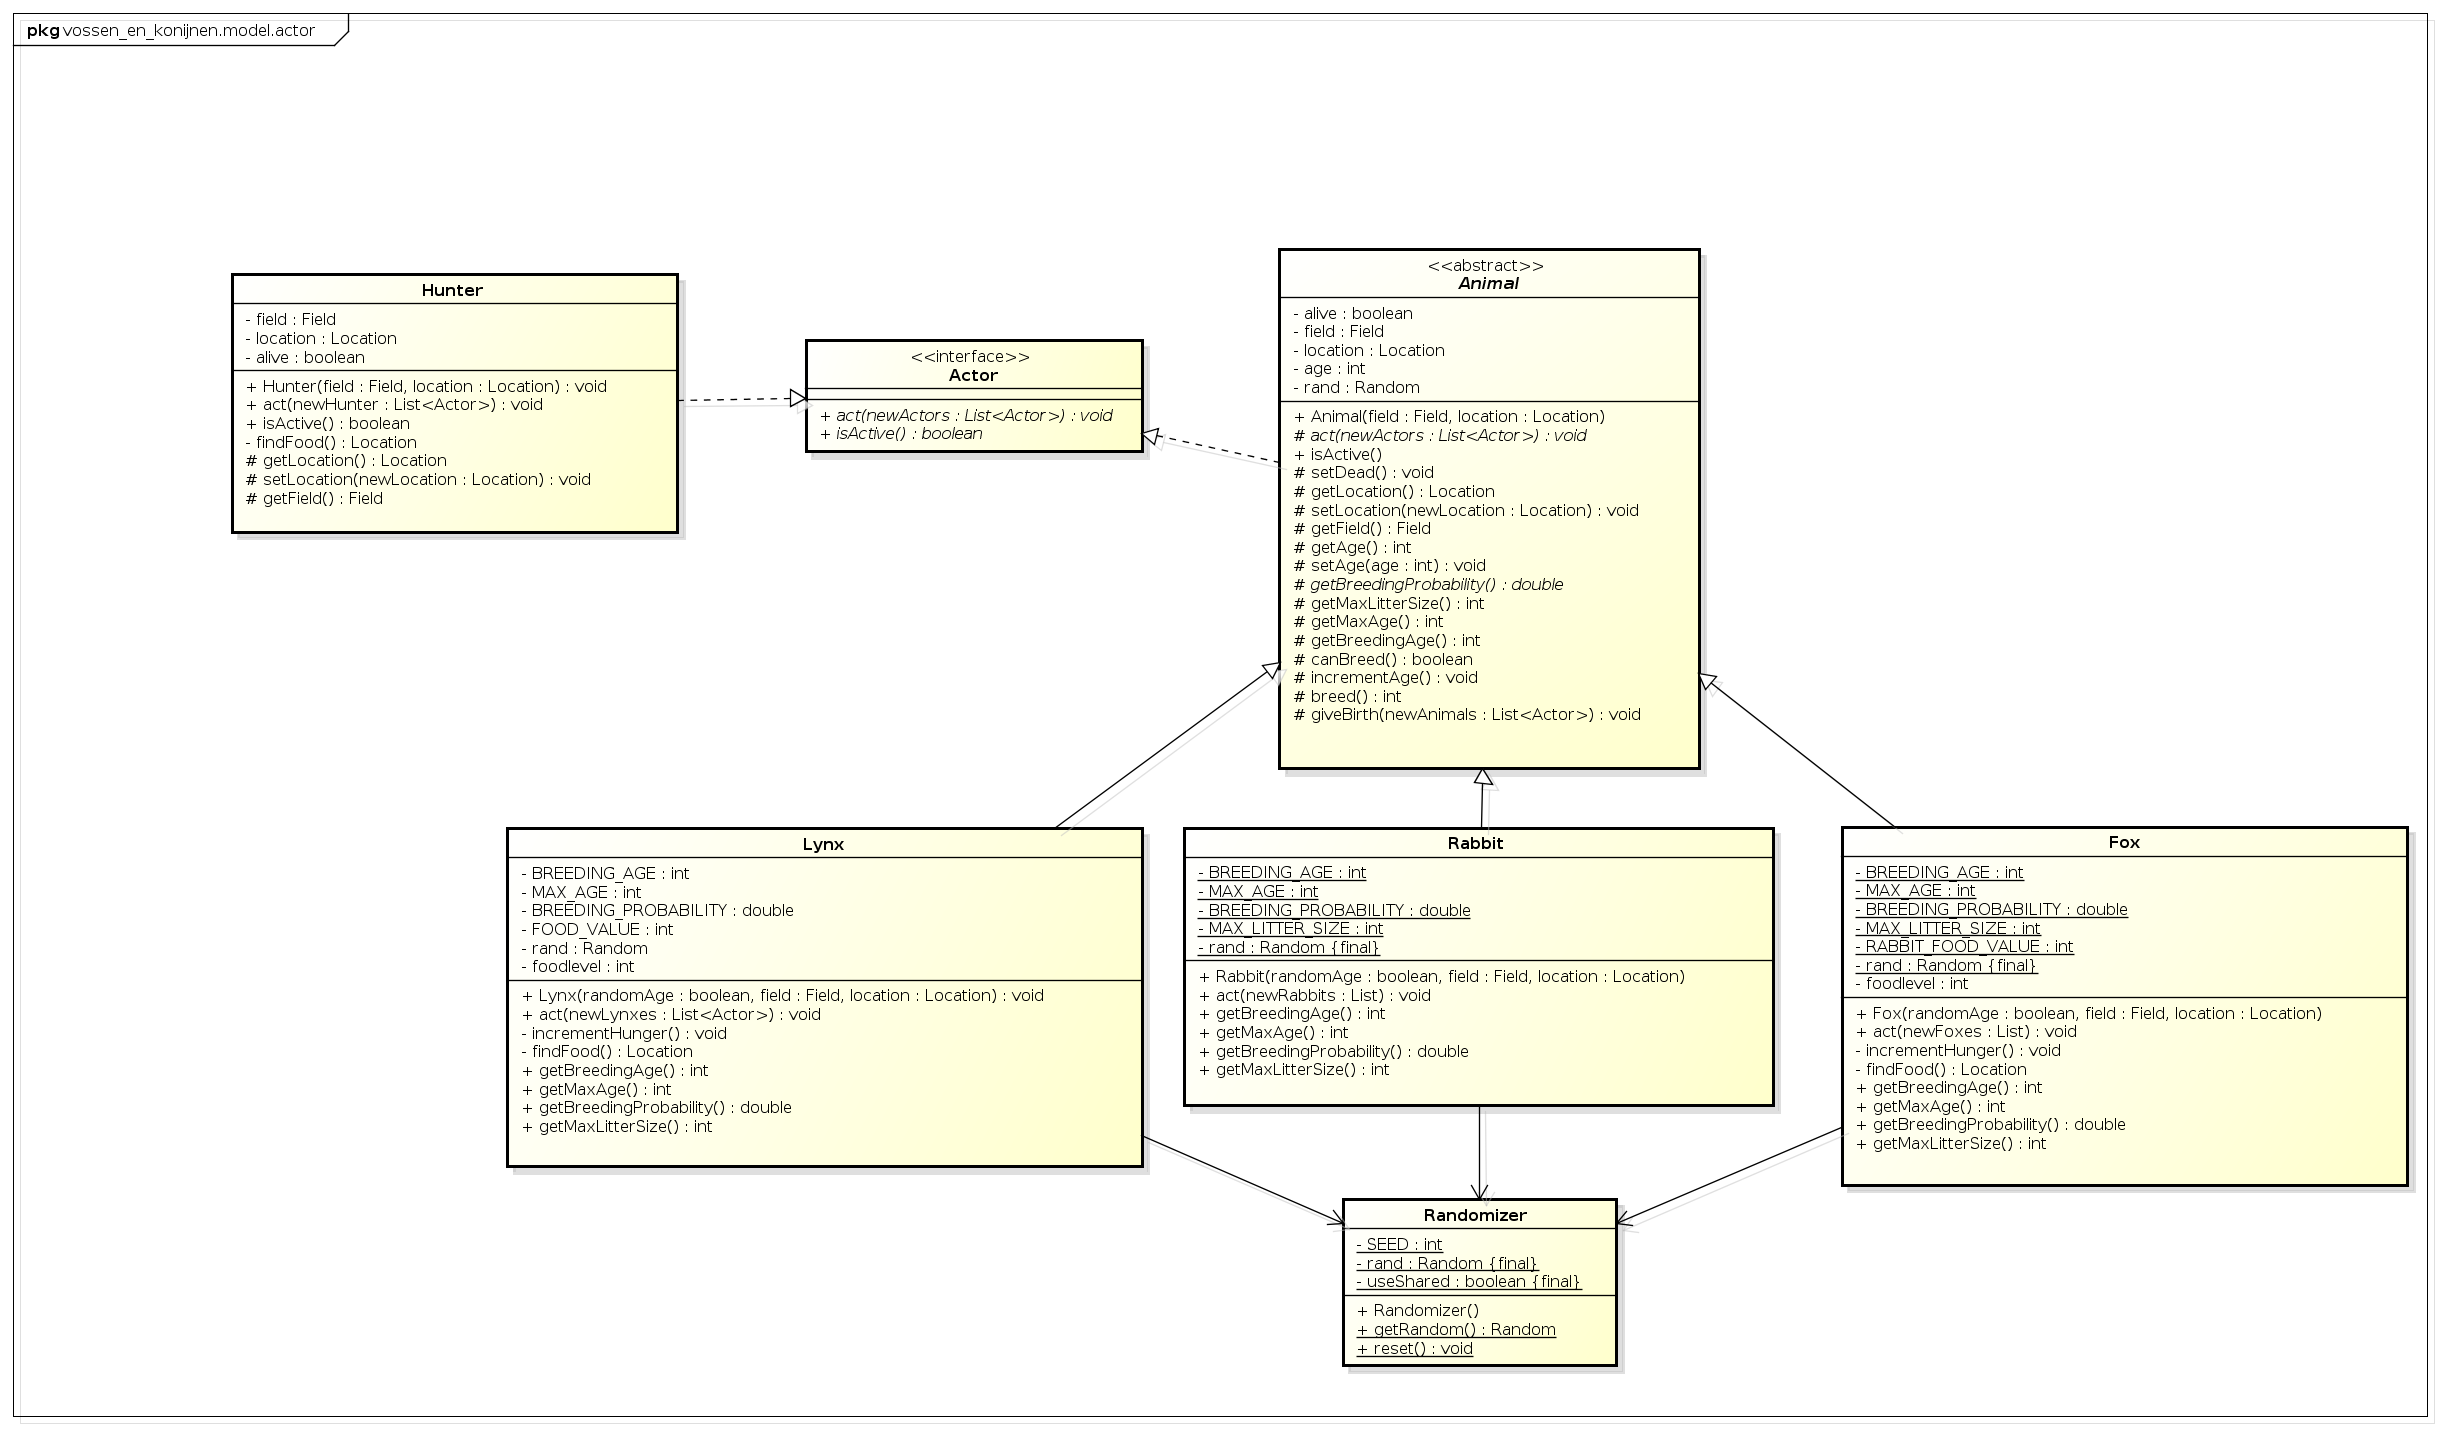 pkg vossen_en_konijnen.model.actor
Hunter
- field : Field
- location : Location
- alive : boolean
+ Hunter(field : Field, location : Location) : void
+ act(newHunter : List<Actor>) : void
+ isActive() : boolean
- findFood() : Location
# getLocation() : Location
# setLocation(newLocation : Location) : void
# getField() : Field
<<interface>>
Actor
+ act(newActors : List<Actor>) : void
+ isActive() : boolean
<<abstract>>
Animal
- alive : boolean
- field : Field
- location : Location
- age : int
- rand : Random
+ Animal(field : Field, location : Location)
# act(newActors : List<Actor>) : void
+ isActive()
# setDead() : void
# getLocation() : Location
# setLocation(newLocation : Location) : void
# getField() : Field
# getAge() : int
# setAge(age : int) : void
# getBreedingProbability() : double
# getMaxLitterSize() : int
# getMaxAge() : int
# getBreedingAge() : int
# canBreed() : boolean
# incrementAge() : void
# breed() : int
# giveBirth(newAnimals : List<Actor>) : void
Lynx
- BREEDING_AGE : int
- MAX_AGE : int
- BREEDING_PROBABILITY : double
- FOOD_VALUE : int
- rand : Random
- foodlevel : int
+ Lynx(randomAge : boolean, field : Field, location : Location) : void
+ act(newLynxes : List<Actor>) : void
- incrementHunger() : void
- findFood() : Location
+ getBreedingAge() : int
+ getMaxAge() : int
+ getBreedingProbability() : double
+ getMaxLitterSize() : int
Rabbit
- BREEDING_AGE : int
- MAX_AGE : int
- BREEDING_PROBABILITY : double
- MAX_LITTER_SIZE : int
- rand : Random {final}
+ Rabbit(randomAge : boolean, field : Field, location : Location)
+ act(newRabbits : List) : void
+ getBreedingAge() : int
+ getMaxAge() : int
+ getBreedingProbability() : double
+ getMaxLitterSize() : int
Fox
- BREEDING_AGE : int
- MAX_AGE : int
- BREEDING_PROBABILITY : double
- MAX_LITTER_SIZE : int
- RABBIT_FOOD_VALUE : int
- rand : Random {final}
- foodlevel : int
+ Fox(randomAge : boolean, field : Field, location : Location)
+ act(newFoxes : List) : void
- incrementHunger() : void
- findFood() : Location
+ getBreedingAge() : int
+ getMaxAge() : int
+ getBreedingProbability() : double
+ getMaxLitterSize() : int
Randomizer
- SEED : int
- rand : Random {final}
- useShared : boolean {final}
+ Randomizer()
+ getRandom() : Random
+ reset() : void